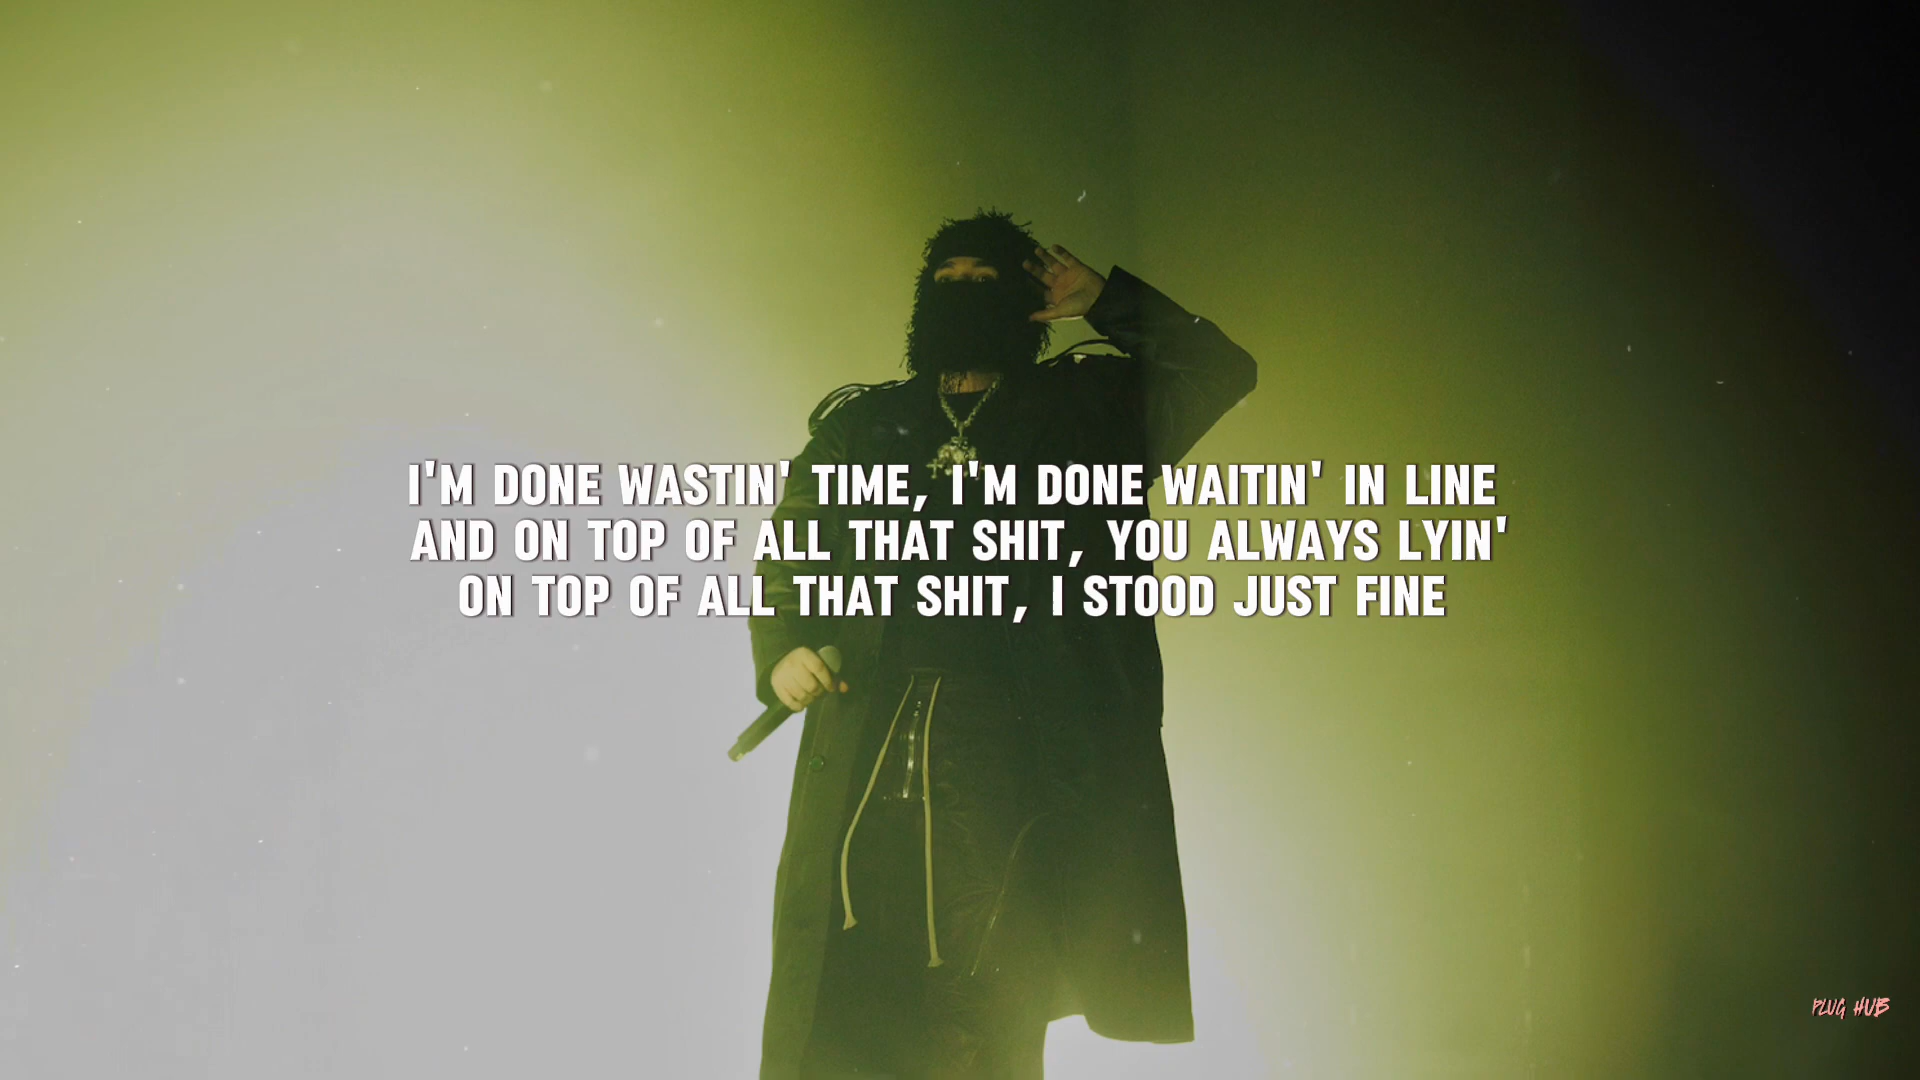 I'M DONE WASTIN' TIME, I'M DONE WAITIN' IN LINE
AND ON TOP OF ALL THAT SHIT, YOU ALWAYS LYIN'
ON TOP OF ALL THAT SHIT, I STOOD JUST FINE
PLUG HUB